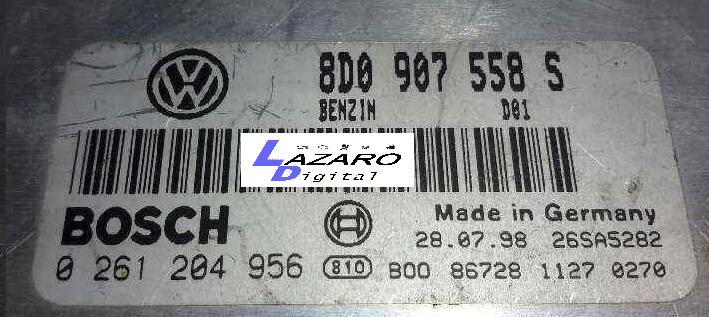 8D0 907 558 S
BENZIN D01
LAZARO
Digital
BOSCH
Made in Germany
28.07.98 26SA5282
0 261 204 956 810 B00 86728 1127 0270